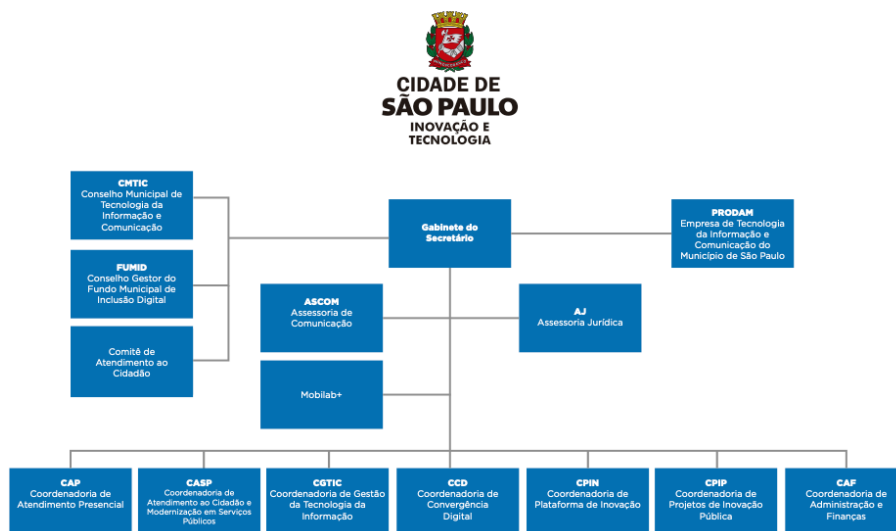 CIDADE DE
SÃO PAULO
INOVAÇÃO E
TECNOLOGIA
CMTIC
Conselho Municipal de
Tecnologia da
Informação e
Comunicação
Gabinete do
Secretário
PRODAM
Empresa de Tecnologia
da Informação e
Comunicação do
Município de São Paulo
FUMID
Conselho Gestor do
Fundo Municipal de
Inclusão Digital
ASCOM
Assessoria de
Comunicação
AJ
Assessoria Jurídica
Comitê de
Atendimento ao
Cidadão
Mobilab+
CAP
Coordenadoria de
Atendimento Presencial
CASP
Coordenadoria de
Atendimento ao Cidadão e
Modernização em Serviços
Públicos
CGTIC
Coordenadoria de Gestão
da Tecnologia da
Informação
CCD
Coordenadoria de
Convergência
Digital
CPIN
Coordenadoria de
Plataforma de Inovação
CPIP
Coordenadoria de
Projetos de Inovação
Pública
CAF
Coordenadoria de
Administração e
Finanças